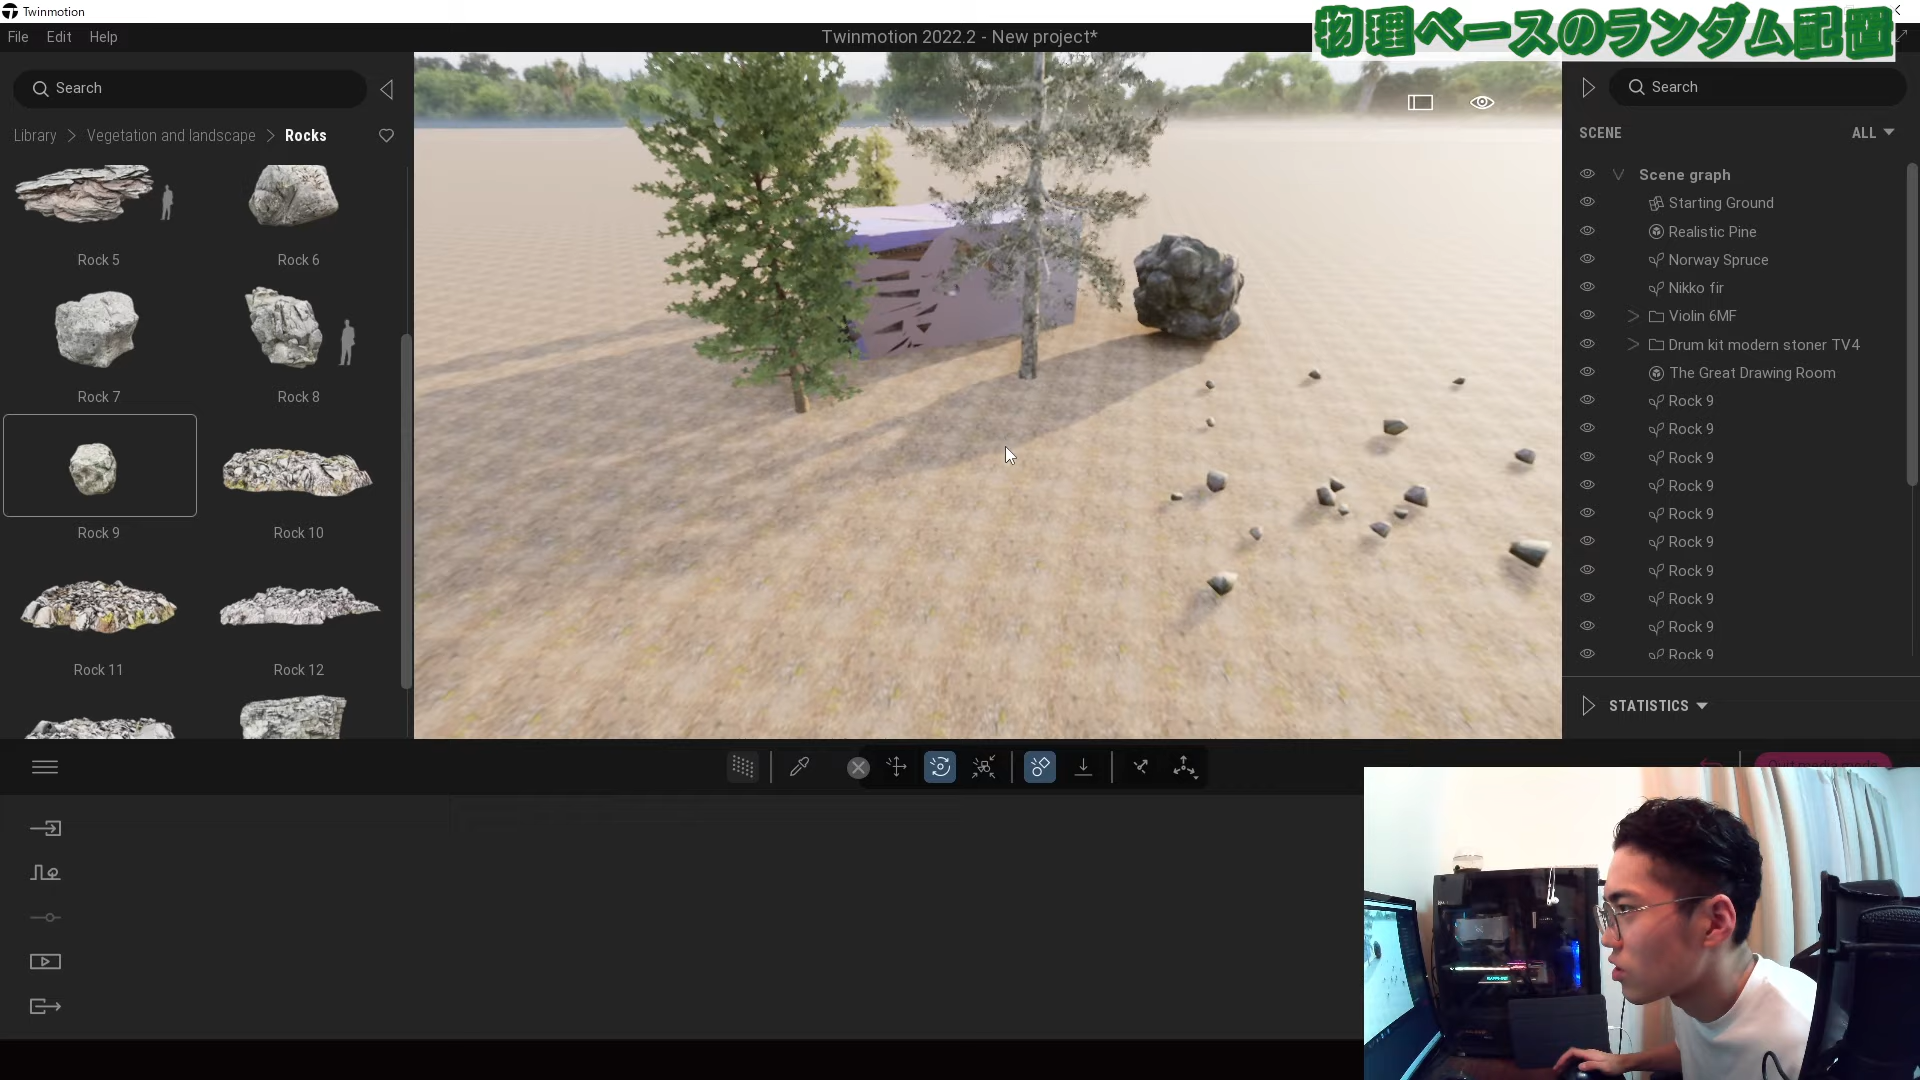 Twinmotion
物理ベースのランダム配置
File Edit Help
Twinmotion 2022.2 - New project*
Search
Library > Vegetation and landscape > Rocks
Rock 5
Rock 6
Rock 7
Rock 8
Rock 9
Rock 10
Rock 11
Rock 12
Search
SCENE
ALL
Scene graph
Starting Ground
Realistic Pine
Norway Spruce
Nikko fir
Violin 6MF
Drum kit modern stoner TV4
The Great Drawing Room
Rock 9
Rock 9
Rock 9
Rock 9
Rock 9
Rock 9
Rock 9
Rock 9
Rock 9
Rock 9
STATISTICS
Quit media mode